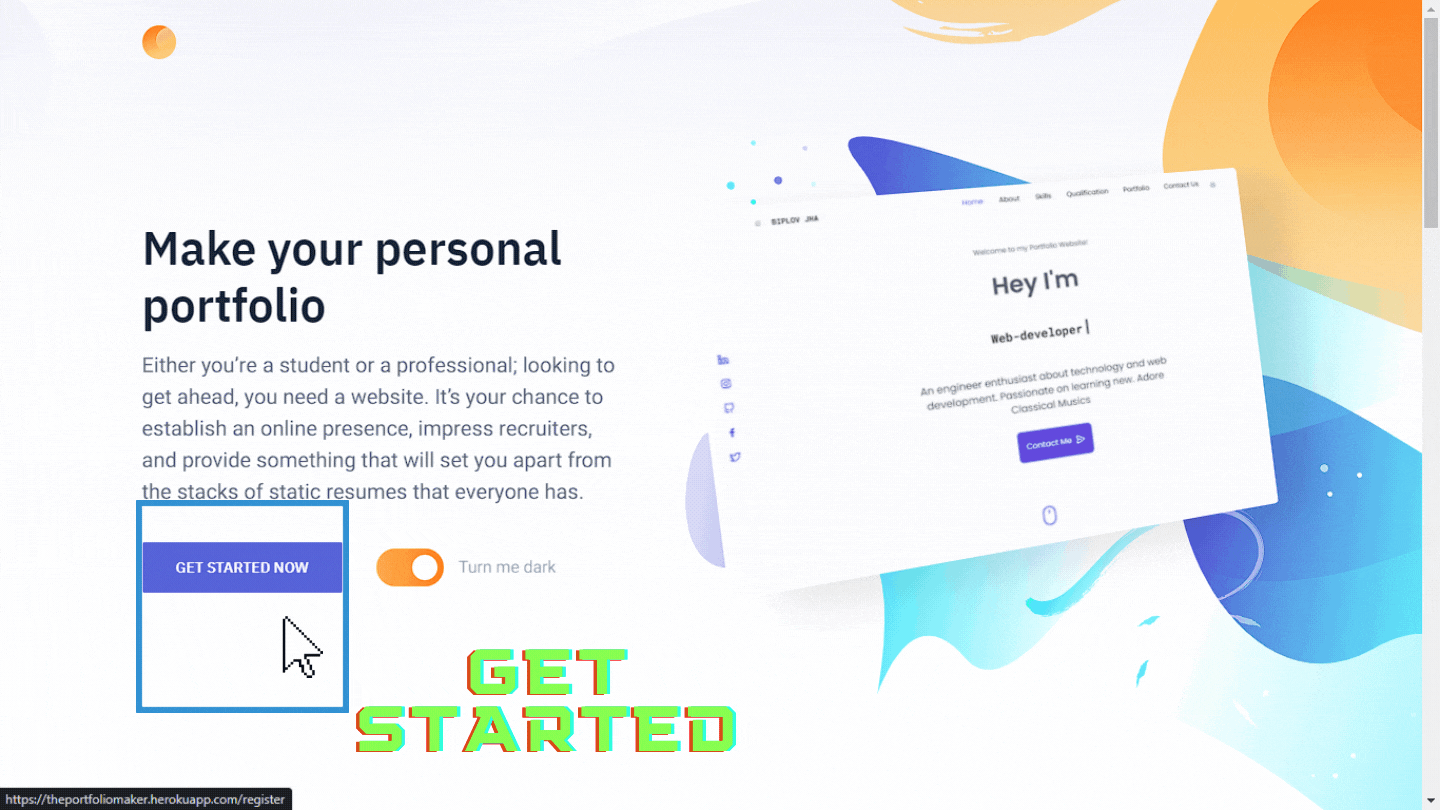 Make your personal
portfolio
Either you’re a student or a professional; looking to
get ahead, you need a website. It’s your chance to
establish an online presence, impress recruiters,
and provide something that will set you apart from
the stacks of static resumes that everyone has.
GET STARTED NOW
Turn me dark
SIPLOV JHA
Home About Skills Qualification Portfolio Contact Us
Welcome to my Portfolio Website!
Hey I'm
Web-developer|
An engineer enthusiast about technology and web
development. Passionate on learning new. Adore
Classical Musics
Contact Me
GET
STARTED
https://theportfoliomaker.herokuapp.com/register